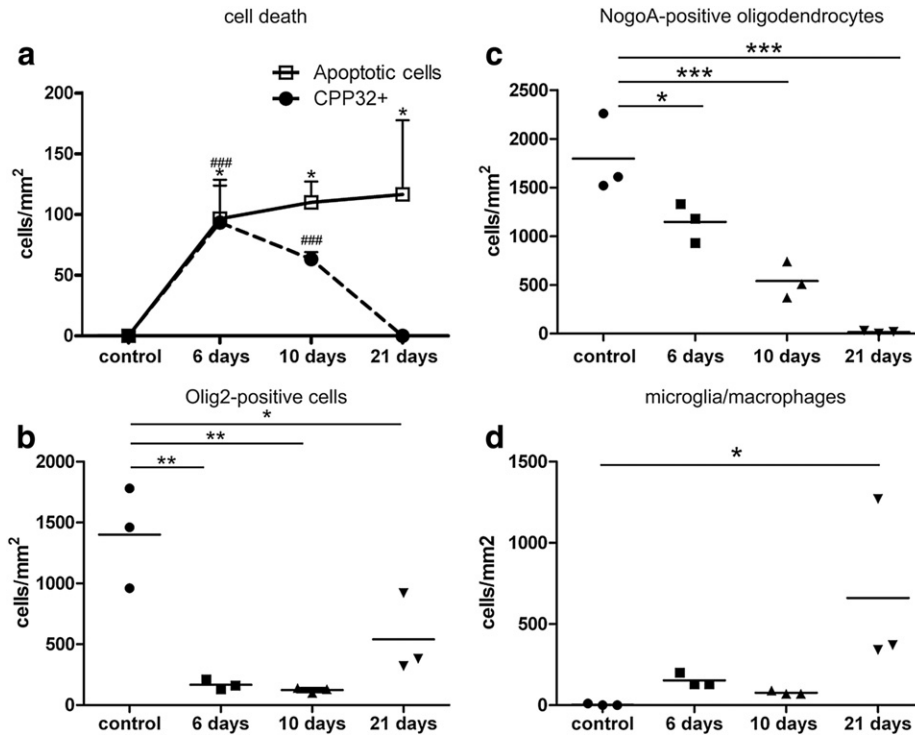 cell death
a
Apoptotic cells
CPP32+
200
150
100
50
0
cells/mm²
###
*
*
*
###
control 6 days 10 days 21 days
NogoA-positive oligodendrocytes
c
***
***
*
2500
2000
1500
1000
500
0
cells/mm²
control 6 days 10 days 21 days
Olig2-positive cells
b
*
**
**
2000
1500
1000
500
0
cells/mm²
control 6 days 10 days 21 days
microglia/macrophages
d
*
1500
1000
500
0
cells/mm2
control 6 days 10 days 21 days